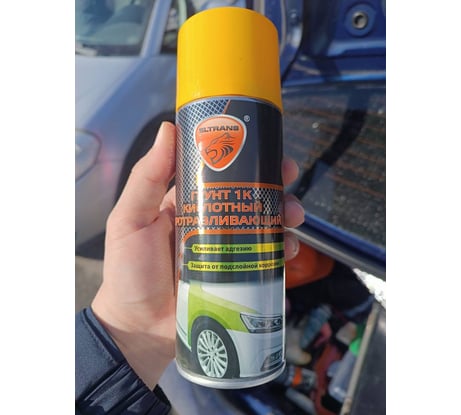 ELTRANS
®
ГРУНТ 1К
КИСЛОТНЫЙ
ПРОТРАВЛИВАЮЩИЙ
Усиливает адгезию
Защита от подслойной коррозии